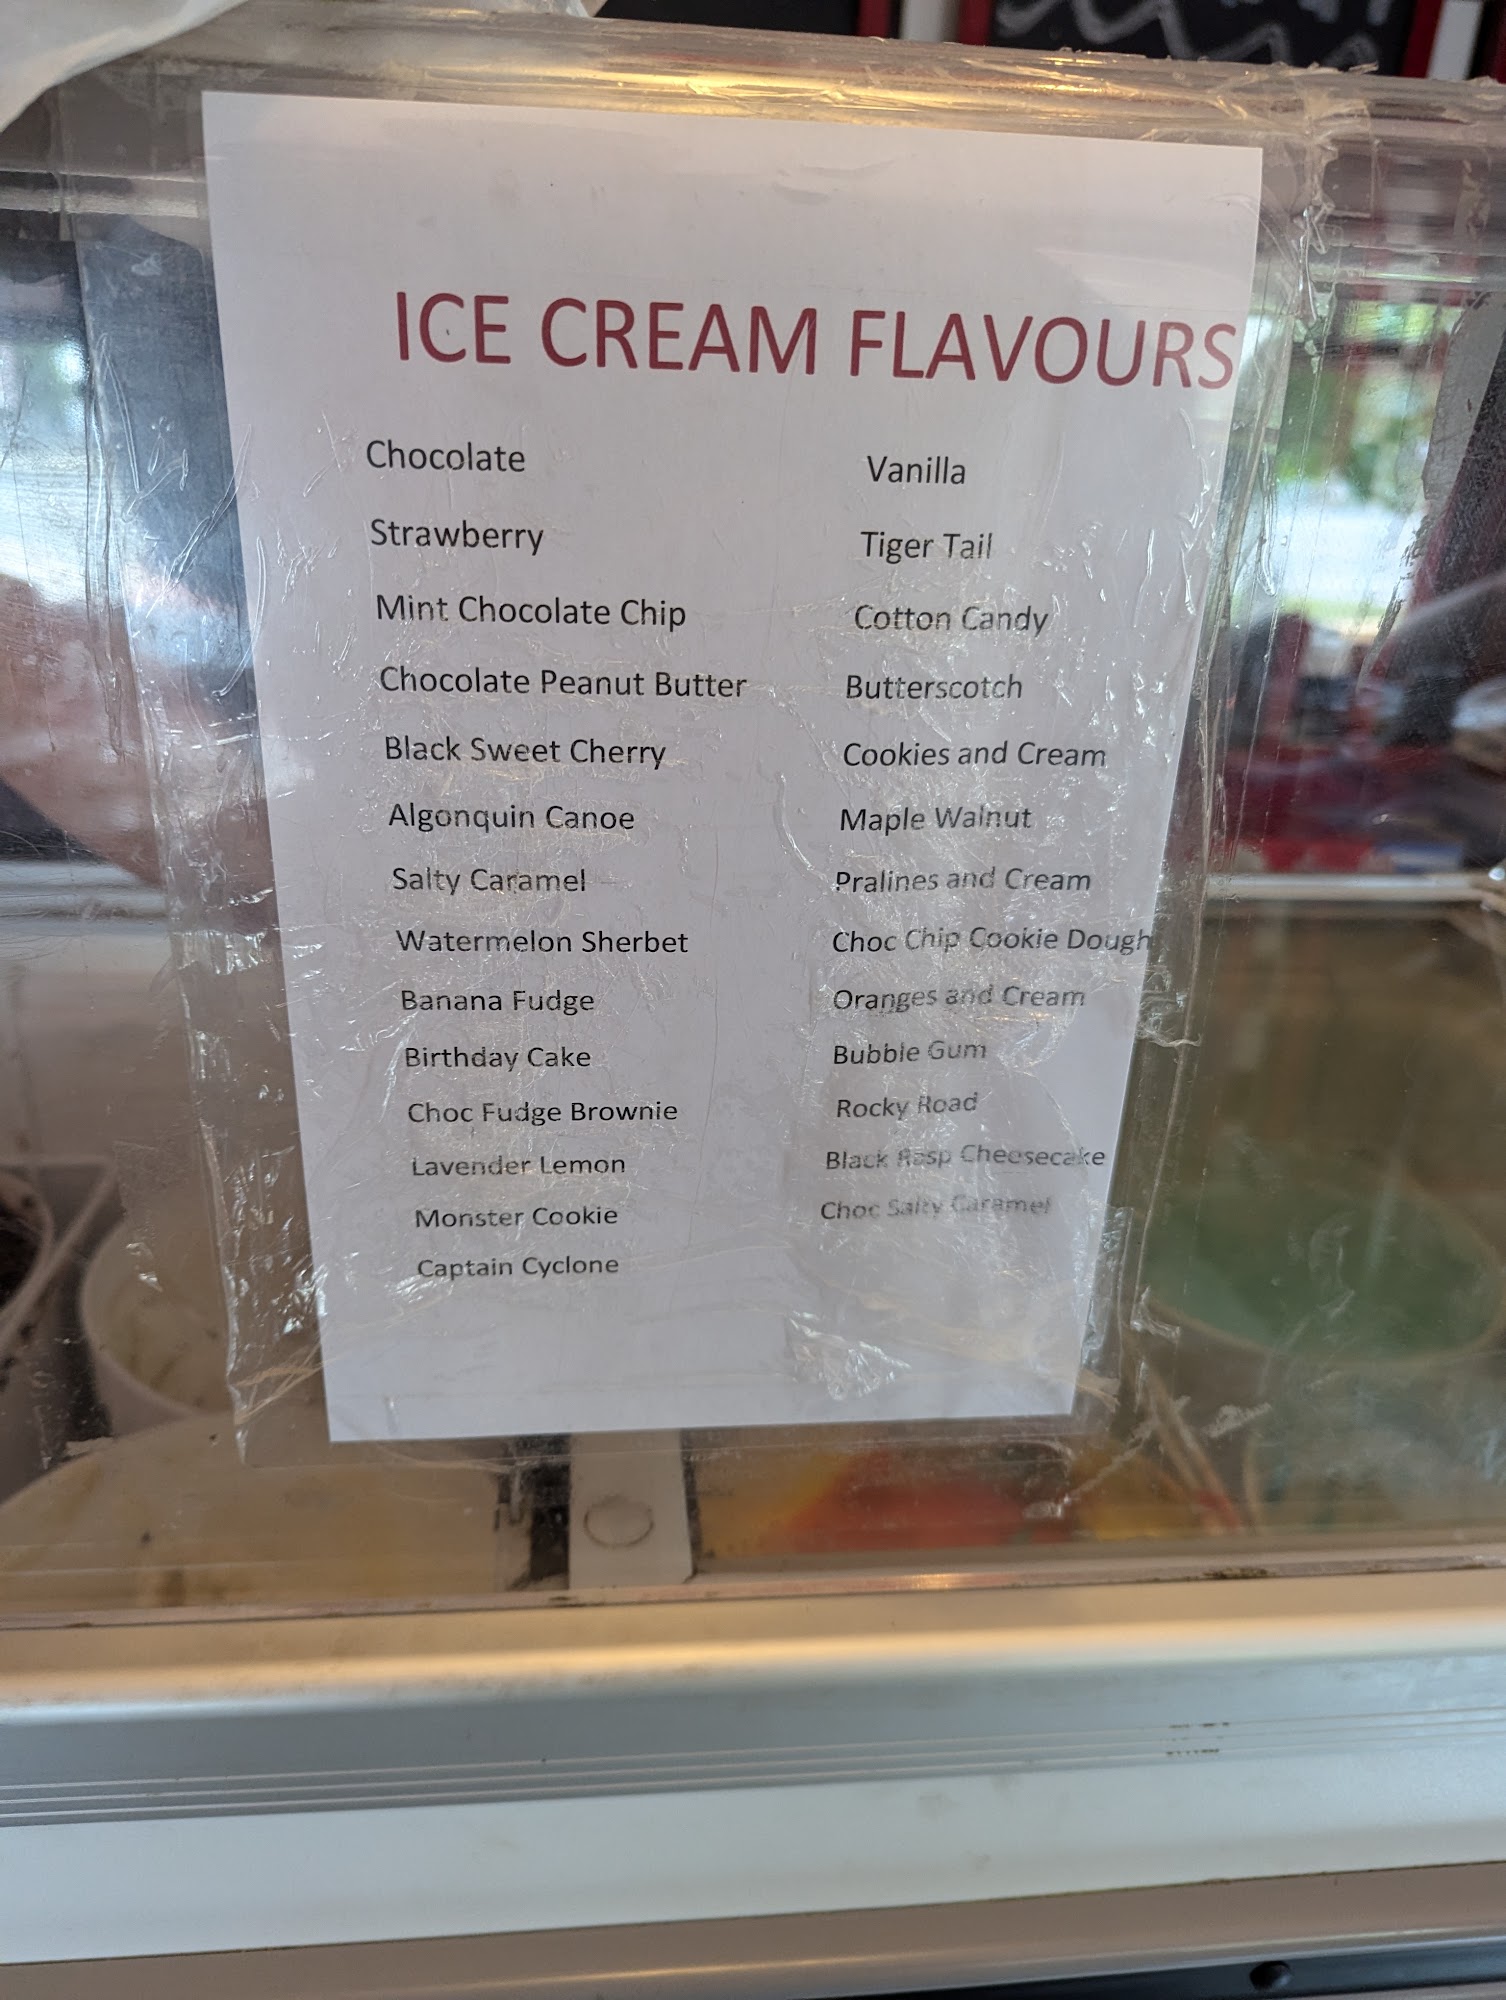 ICE CREAM FLAVOURS
Chocolate
Strawberry
Mint Chocolate Chip
Chocolate Peanut Butter
Black Sweet Cherry
Algonquin Canoe
Salty Caramel
Watermelon Sherbet
Banana Fudge
Birthday Cake
Choc Fudge Brownie
Lavender Lemon
Monster Cookie
Captain Cyclone
Vanilla
Tiger Tail
Cotton Candy
Butterscotch
Cookies and Cream
Maple Walnut
Pralines and Cream
Choc Chip Cookie Dough
Oranges and Cream
Bubble Gum
Rocky Road
Black Rasp Cheesecake
Choc Salty Caramel